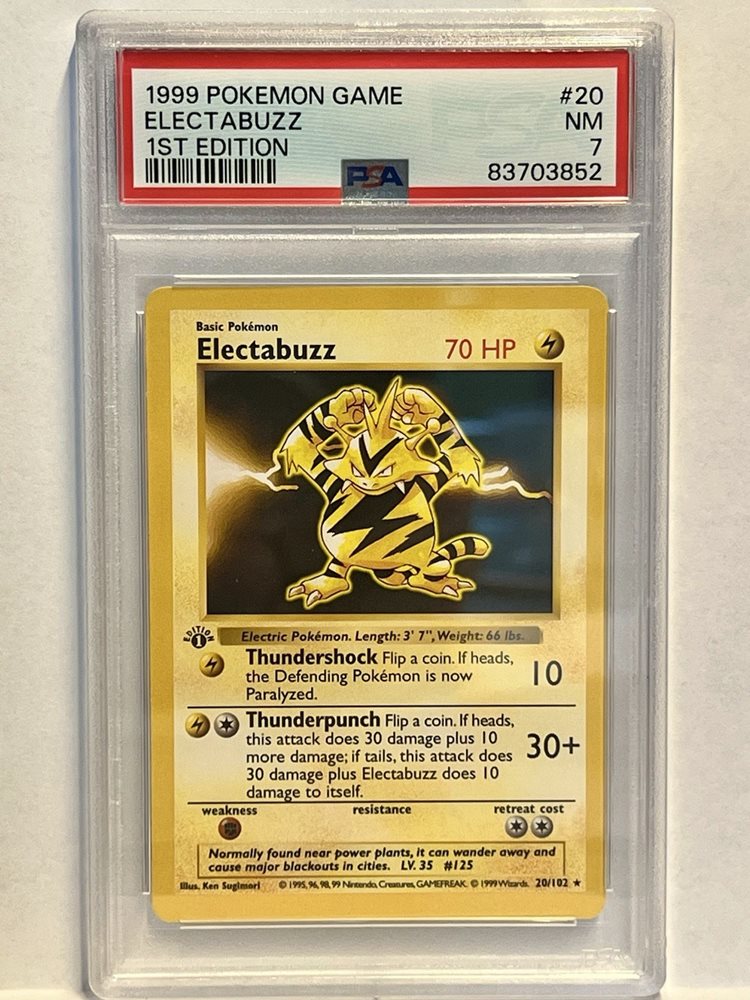 1999 POKEMON GAME #20
ELECTABUZZ NM
1ST EDITION 7
PSA 83703852
Basic Pokémon
Electabuzz 70 HP
EDITION 1
Electric Pokémon. Length: 3' 7", Weight: 66 lbs.
Thundershock Flip a coin. If heads,
the Defending Pokémon is now
Paralyzed.
10
Thunderpunch Flip a coin. If heads,
this attack does 30 damage plus 10
more damage; if tails, this attack does
30 damage plus Electabuzz does 10
damage to itself.
30+
weakness resistance retreat cost
Normally found near power plants, it can wander away and
cause major blackouts in cities. LV. 35 #125
Illus. Ken Sugimori © 1995, 96, 98, 99 Nintendo, Creatures, GAMEFREAK. © 1999 Wizards. 20/102 ★